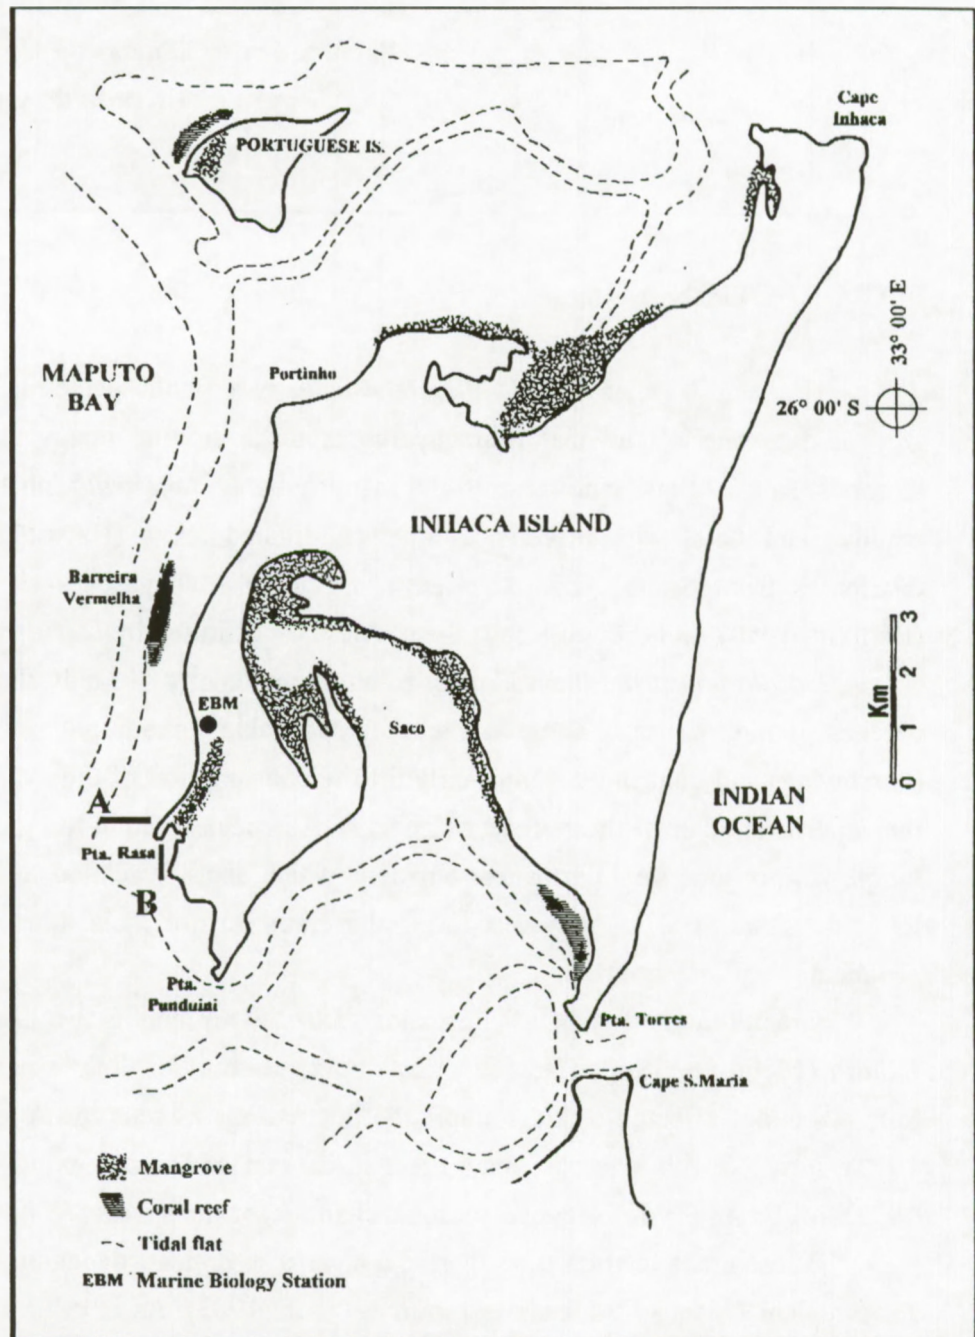 Cape
Inhaca
PORTUGUESE IS.
33° 00' E
MAPUTO
BAY
Portinho
26° 00' S
INHACA ISLAND
Barreira
Vermelha
3
2
1
0
Km
EBM
Saco
INDIAN
OCEAN
A
Pta. Rasa
B
Pta.
Punduini
Pta. Torres
Cape S.Maria
Mangrove
Coral reef
Tidal flat
EBM Marine Biology Station